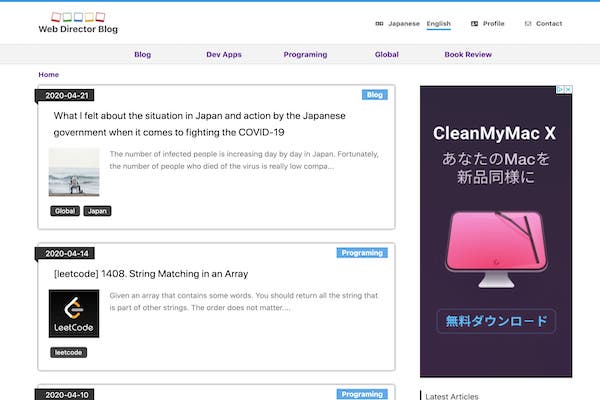 Web Director Blog
Japanese English Profile Contact
Blog Dev Apps Programing Global Book Review
Home
2020-04-21 Blog
What I felt about the situation in Japan and action by the Japanese
government when it comes to fighting the COVID-19
The number of infected people is increasing day by day in Japan. Fortunately,
the number of people who died of the virus is really low compa...
Global Japan
2020-04-14 Programing
[leetcode] 1408. String Matching in an Array
LeetCode
Given an array that contains some words. You should return all the string that
is part of other strings. The order does not matter....
leetcode
2020-04-10 Programing
CleanMyMac X
あなたのMacを
新品同様に
無料ダウンロード
Latest Articles